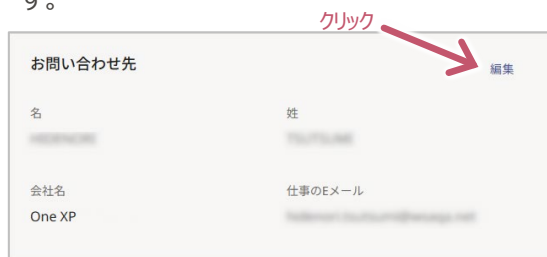 す。
クリック
お問い合わせ先
編集
名
姓
会社名
仕事のEメール
One XP